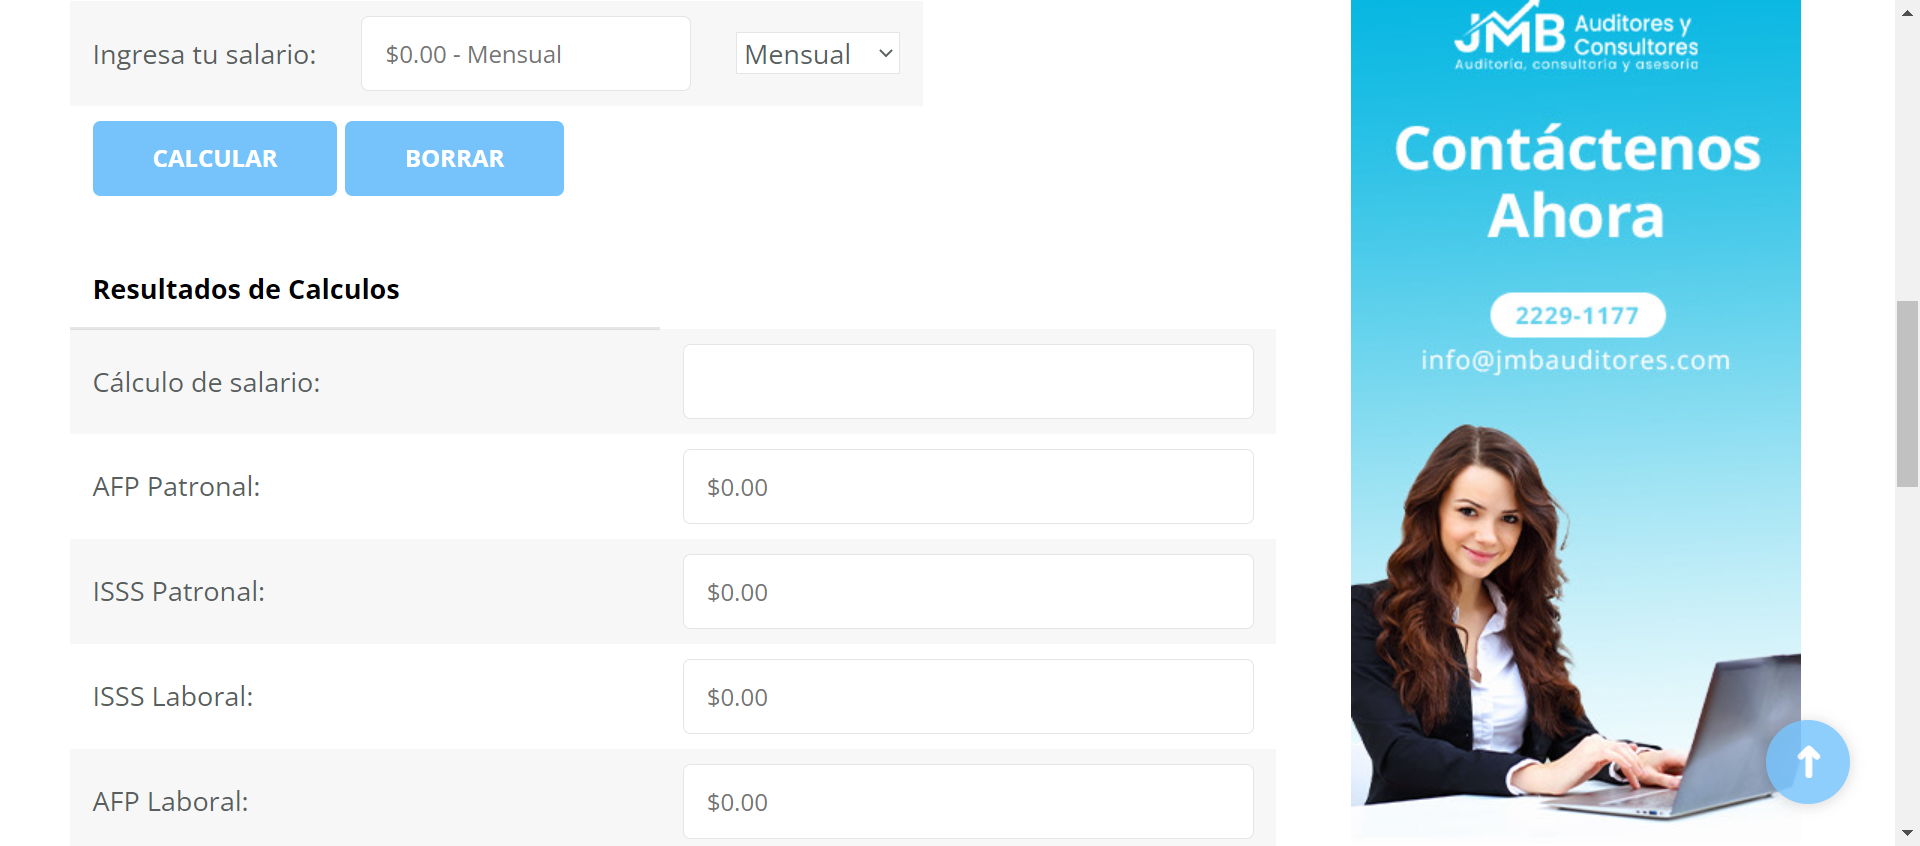 Ingresa tu salario:
$0.00 - Mensual
Mensual
CALCULAR
BORRAR
Resultados de Calculos
Cálculo de salario:
AFP Patronal:
$0.00
ISSS Patronal:
$0.00
ISSS Laboral:
$0.00
AFP Laboral:
$0.00
JMB Auditores y
Consultores
Auditoria, consultoria y asesoria
Contáctenos
Ahora
2229-1177
info@jmbauditores.com